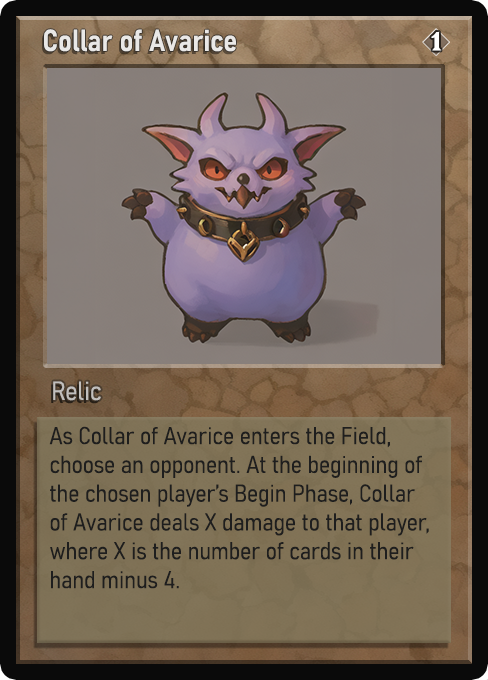 Collar of Avarice
1
Relic
As Collar of Avarice enters the Field,
choose an opponent. At the beginning of
the chosen player's Begin Phase, Collar
of Avarice deals X damage to that player,
where X is the number of cards in their
hand minus 4.